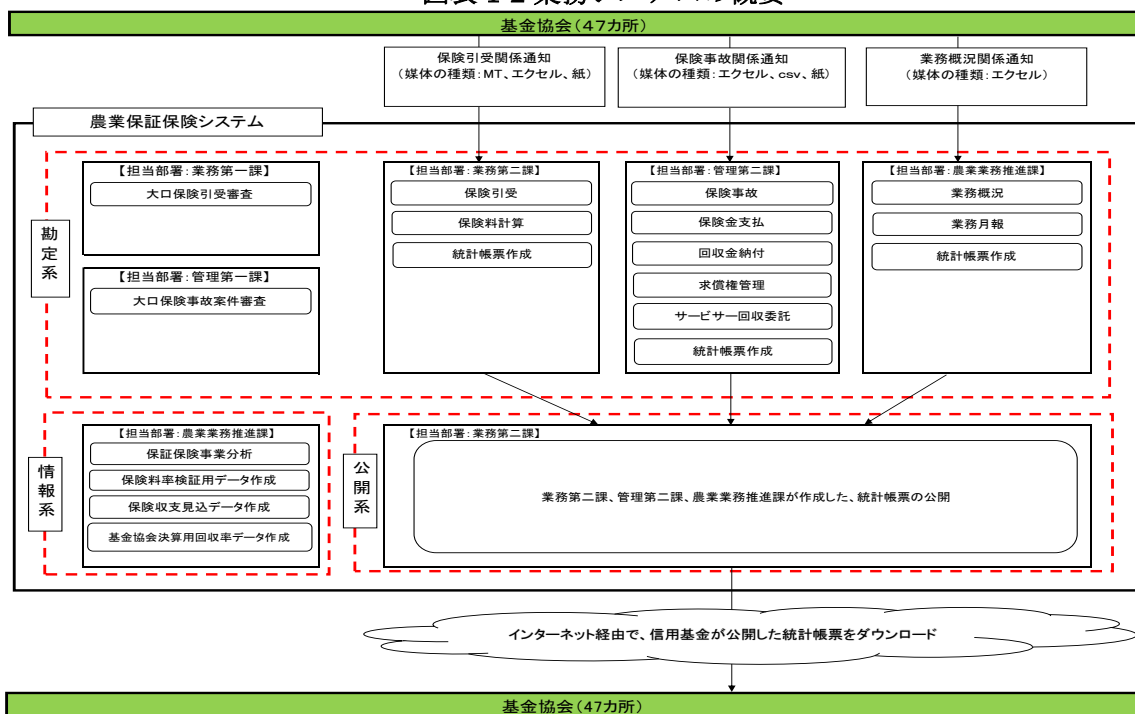 基金協会(47カ所)
保険引受関係通知
(媒体の種類:MT、エクセル、紙)
保険事故関係通知
(媒体の種類:エクセル、csv、紙)
業務概況関係通知
(媒体の種類:エクセル)
農業保証保険システム
勘定系
【担当部署:業務第一課】
大口保険引受審査
【担当部署:管理第一課】
大口保険事故案件審査
【担当部署:業務第二課】
保険引受
保険料計算
統計帳票作成
【担当部署:管理第二課】
保険事故
保険金支払
回収金納付
求償権管理
サービサー回収委託
統計帳票作成
【担当部署:農業業務推進課】
業務概況
業務月報
統計帳票作成
情報系
【担当部署:農業業務推進課】
保証保険事業分析
保険料率検証用データ作成
保険収支見込データ作成
基金協会決算用回収率データ作成
公開系
【担当部署:業務第二課】
業務第二課、管理第二課、農業業務推進課が作成した、統計帳票の公開
インターネット経由で、信用基金が公開した統計帳票をダウンロード
基金協会(47カ所)